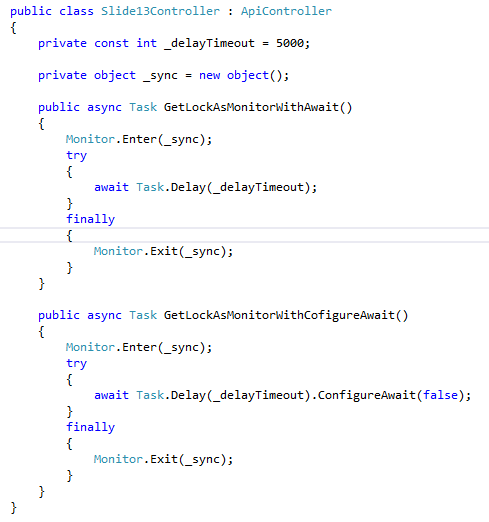 public class Slide13Controller : ApiController
{
    private const int _delayTimeout = 5000;

    private object _sync = new object();

    public async Task GetLockAsMonitorWithAwait()
    {
        Monitor.Enter(_sync);
        try
        {
            await Task.Delay(_delayTimeout);
        }
        finally
        {
            Monitor.Exit(_sync);
        }
    }

    public async Task GetLockAsMonitorWithCofigureAwait()
    {
        Monitor.Enter(_sync);
        try
        {
            await Task.Delay(_delayTimeout).ConfigureAwait(false);
        }
        finally
        {
            Monitor.Exit(_sync);
        }
    }
}